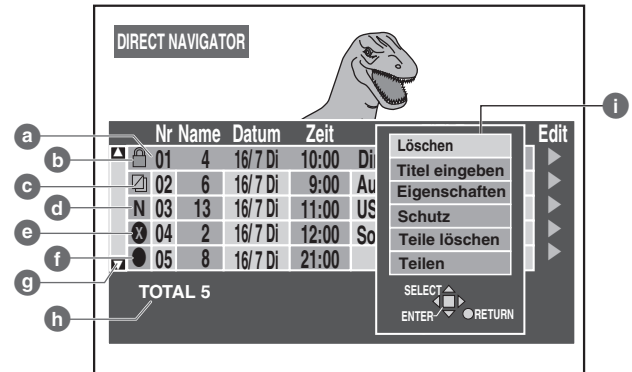 DIRECT NAVIGATOR
Nr Name Datum Zeit Edit
01 4 16/ 7 Di 10:00 Di
02 6 16/ 7 Di 9:00 Au
N 03 13 16/ 7 Di 11:00 US
X 04 2 16/ 7 Di 12:00 So
05 8 16/ 7 Di 21:00
TOTAL 5
Löschen
Titel eingeben
Eigenschaften
Schutz
Teile löschen
Teilen
SELECT
ENTER
RETURN
a
b
c
d
e
f
g
h
i